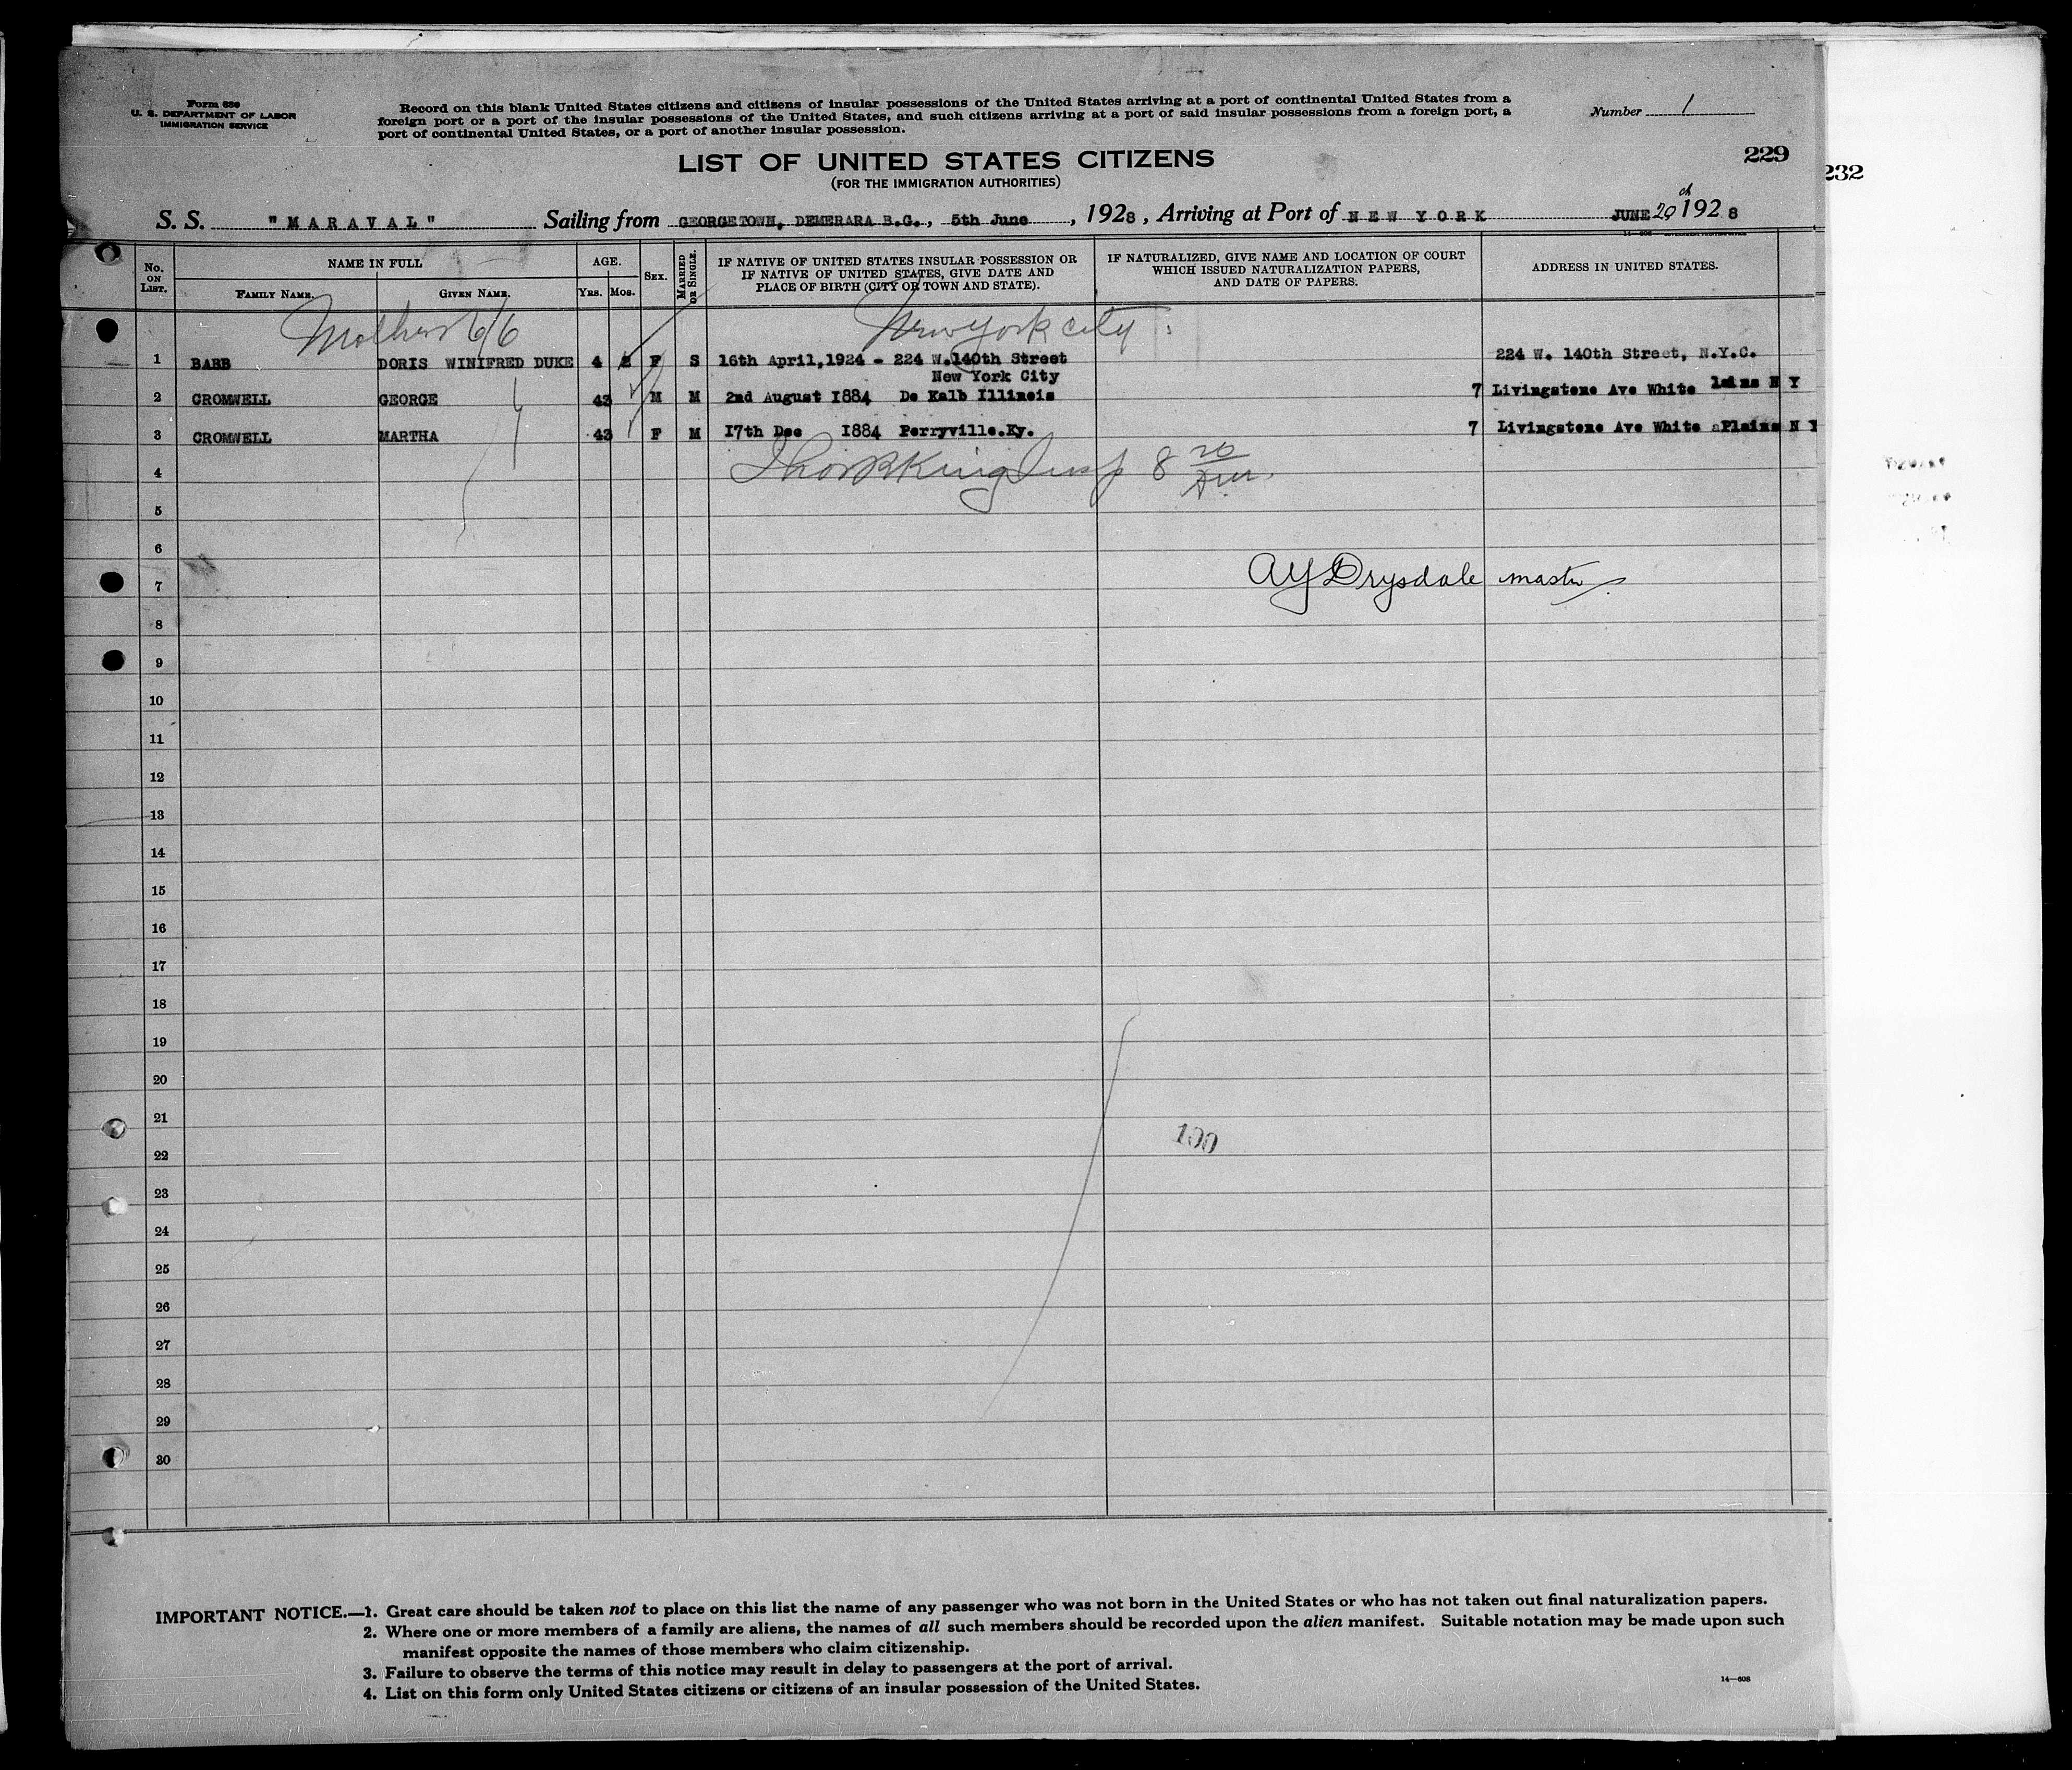 Form 630
U. S. DEPARTMENT OF LABOR
IMMIGRATION SERVICE
Record on this blank United States citizens and citizens of insular possessions of the United States arriving at a port of continental United States from a
foreign port or a port of the insular possessions of the United States, and such citizens arriving at a port of said insular possessions from a foreign port, a
port of continental United States, or a port of another insular possession.
Number 1
229
232
LIST OF UNITED STATES CITIZENS
(FOR THE IMMIGRATION AUTHORITIES)
S. S. "MARAVAL" Sailing from GEORGETOWN, DEMERARA B.G., 5th June, 1928, Arriving at Port of NEW YORK JUNE 20th 1928
No. ON LIST. NAME IN FULL AGE. SEX. MARRIED OR SINGLE. IF NATIVE OF UNITED STATES INSULAR POSSESSION OR IF NATIVE OF UNITED STATES, GIVE DATE AND PLACE OF BIRTH (CITY OR TOWN AND STATE). IF NATURALIZED, GIVE NAME AND LOCATION OF COURT WHICH ISSUED NATURALIZATION PAPERS, AND DATE OF PAPERS. ADDRESS IN UNITED STATES.
FAMILY NAME. GIVEN NAME. YRS. MOS.
Mothers 6/6 New York City
1 BABB DORIS WINIFRED DUKE 4 2 F S 16th April, 1924 - 224 W. 140th Street 224 W. 140th Street, N.Y.C.
New York City
2 CROMWELL GEORGE 43 M M 2nd August 1884 De Kalb Illinois 7 Livingstone Ave White lains N Y
3 CROMWELL MARTHA 43 F M 17th Dec 1884 Perryville.Ky. 7 Livingstone Ave White Plains N Y
4 King Insp 8 20
5
6
7 AY Drysdale master
8
9
10
11
12
13
14
15
16
17
18
19
20
21
100
22
23
24
25
26
27
28
29
30
IMPORTANT NOTICE.—1. Great care should be taken not to place on this list the name of any passenger who was not born in the United States or who has not taken out final naturalization papers.
2. Where one or more members of a family are aliens, the names of all such members should be recorded upon the alien manifest. Suitable notation may be made upon such
manifest opposite the names of those members who claim citizenship.
3. Failure to observe the terms of this notice may result in delay to passengers at the port of arrival.
4. List on this form only United States citizens or citizens of an insular possession of the United States.
14—608